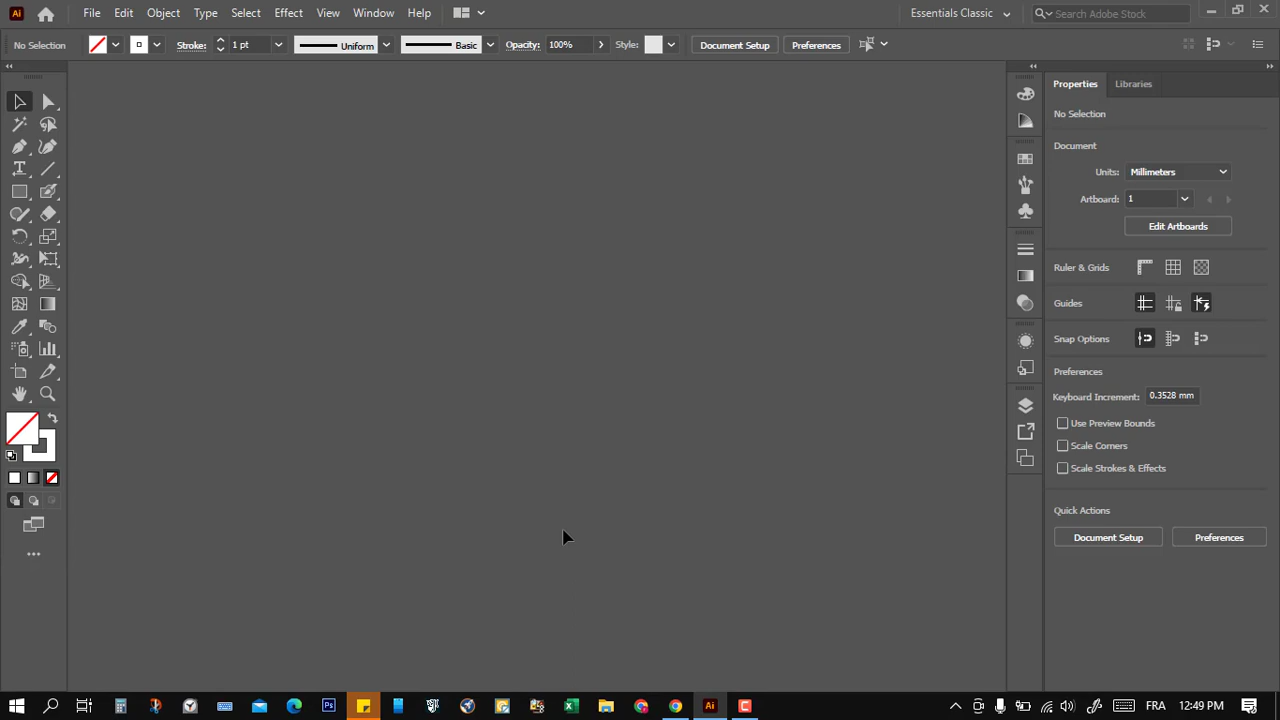 Ai File Edit Object Type Select Effect View Window Help Essentials Classic Search Adobe Stock
No Selection Stroke: 1 pt Uniform Basic Opacity: 100% Style: Document Setup Preferences
Properties Libraries
No Selection
Document
Units: Millimeters
Artboard: 1
Edit Artboards
Ruler & Grids
Guides
Snap Options
Preferences
Keyboard Increment: 0.3528 mm
Use Preview Bounds
Scale Corners
Scale Strokes & Effects
Quick Actions
Document Setup Preferences
Ps Ai C FRA 12:49 PM